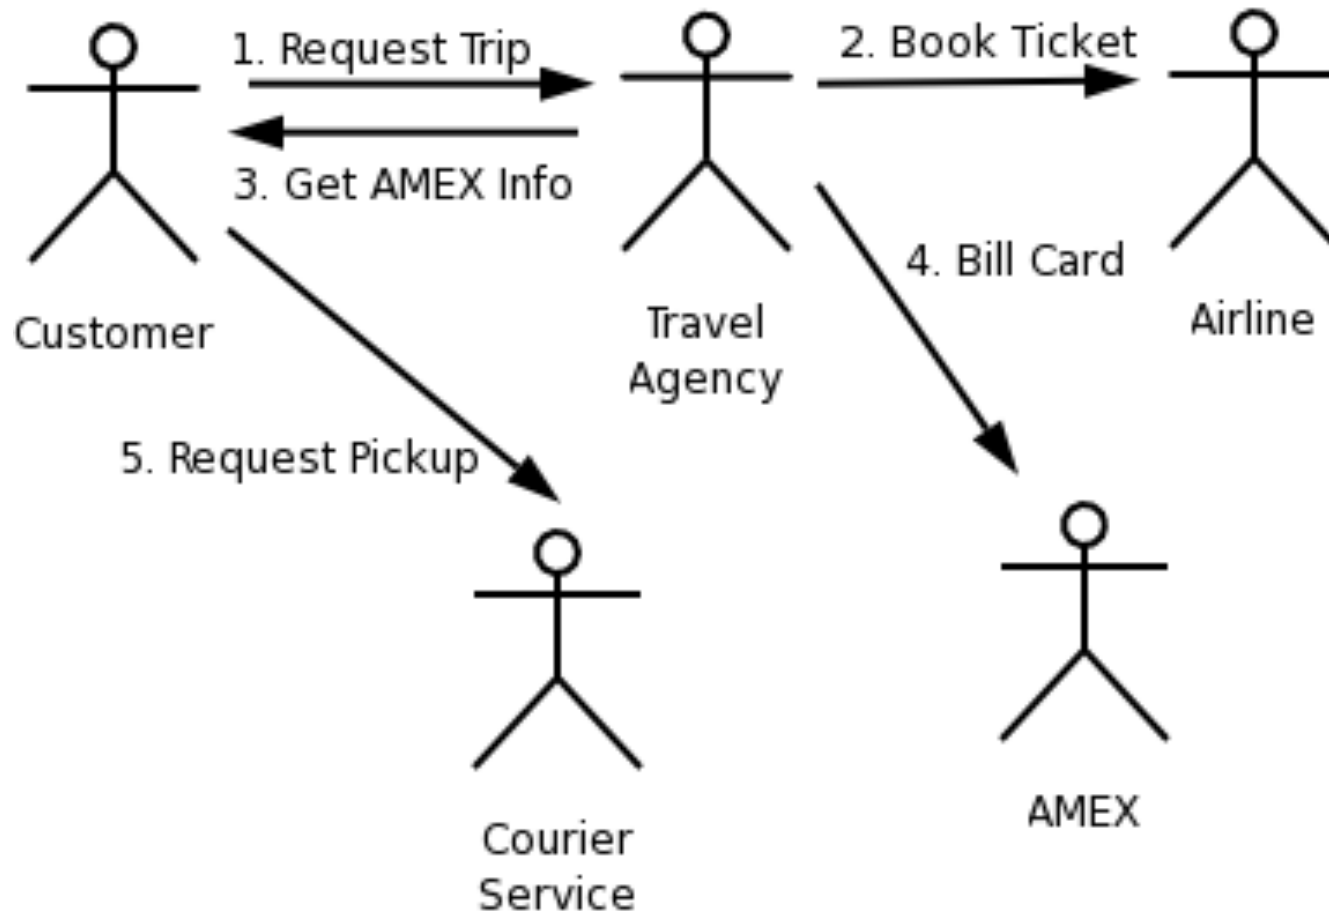 1. Request Trip
2. Book Ticket
3. Get AMEX Info
4. Bill Card
Customer
Travel
Agency
Airline
5. Request Pickup
Courier
Service
AMEX